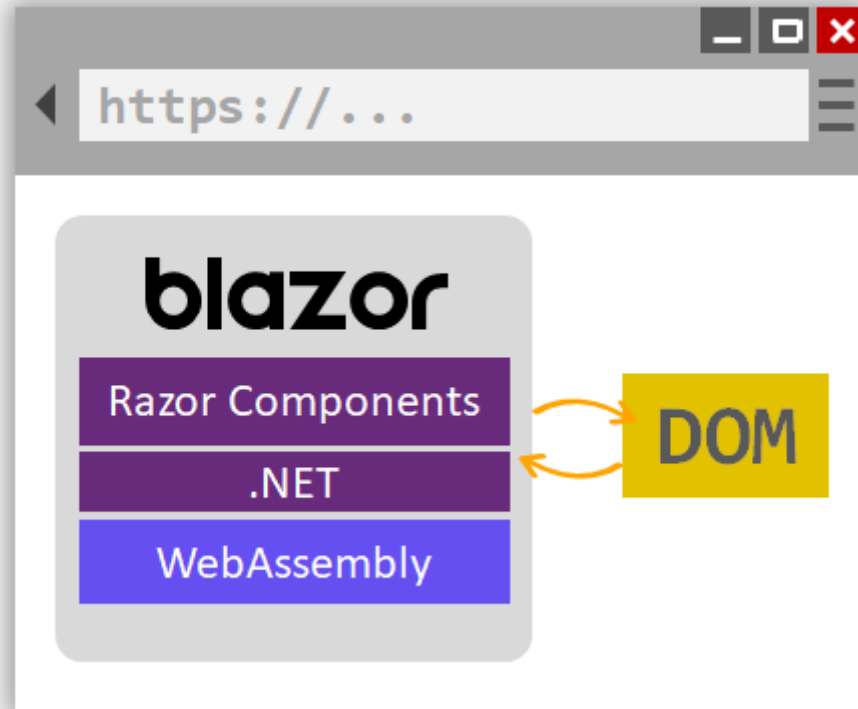 https://...
blazor
Razor Components
.NET
WebAssembly
DOM